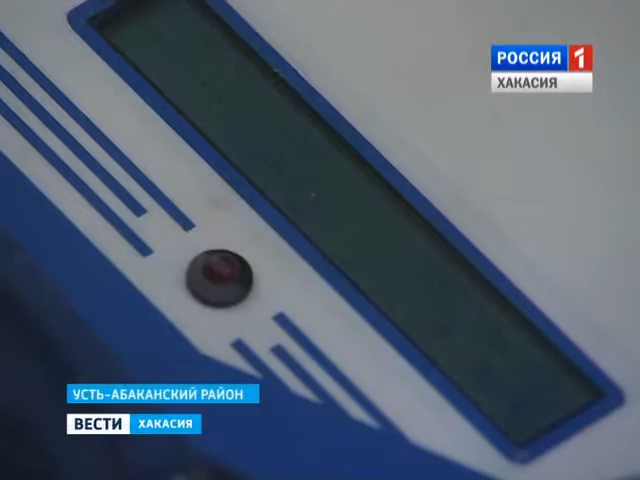 РОССИЯ 1
ХАКАСИЯ
УСТЬ-АБАКАНСКИЙ РАЙОН
ВЕСТИ ХАКАСИЯ